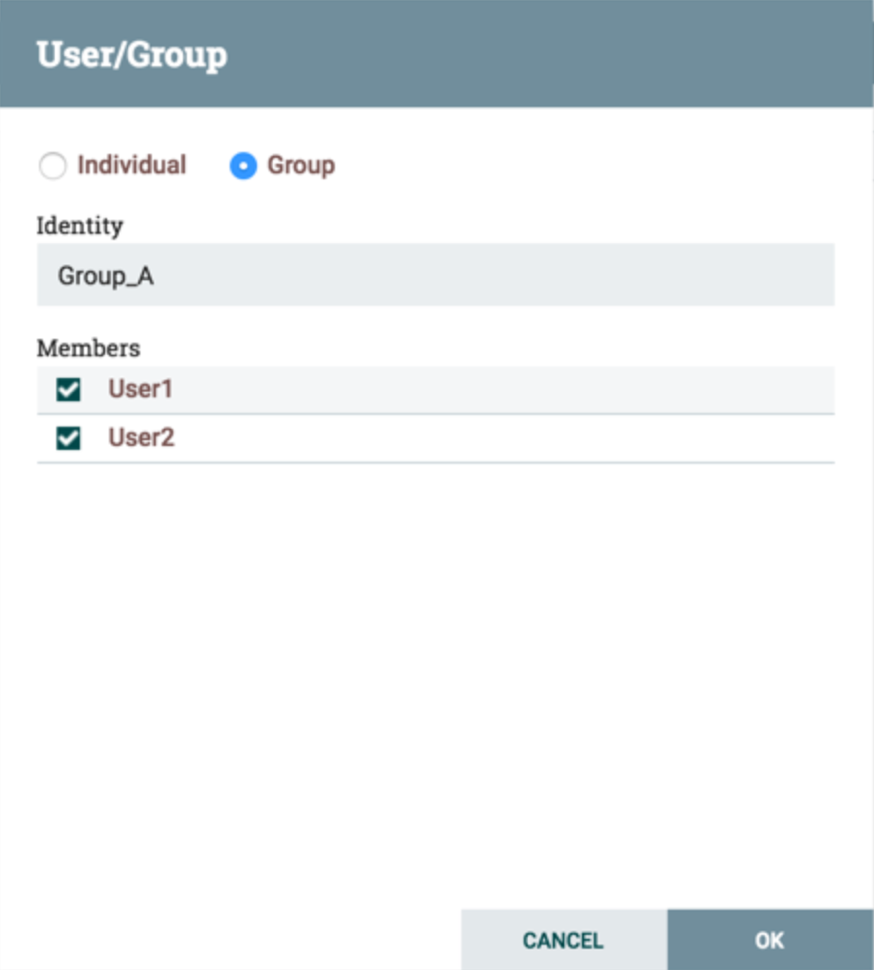 User/Group
Individual Group
Identity
Group_A
Members
User1
User2
CANCEL OK